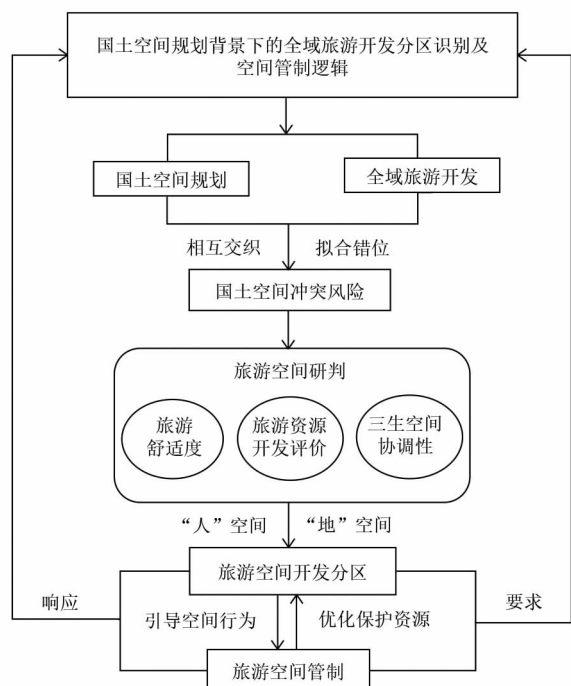 国土空间规划背景下的全域旅游开发分区识别及
空间管制逻辑
国土空间规划
全域旅游开发
相互交织
拟合错位
国土空间冲突风险
旅游空间研判
旅游
舒适度
旅游资源
开发评价
三生空间
协调性
“人”空间
“地”空间
旅游空间开发分区
响应
引导空间行为
优化保护资源
要求
旅游空间管制